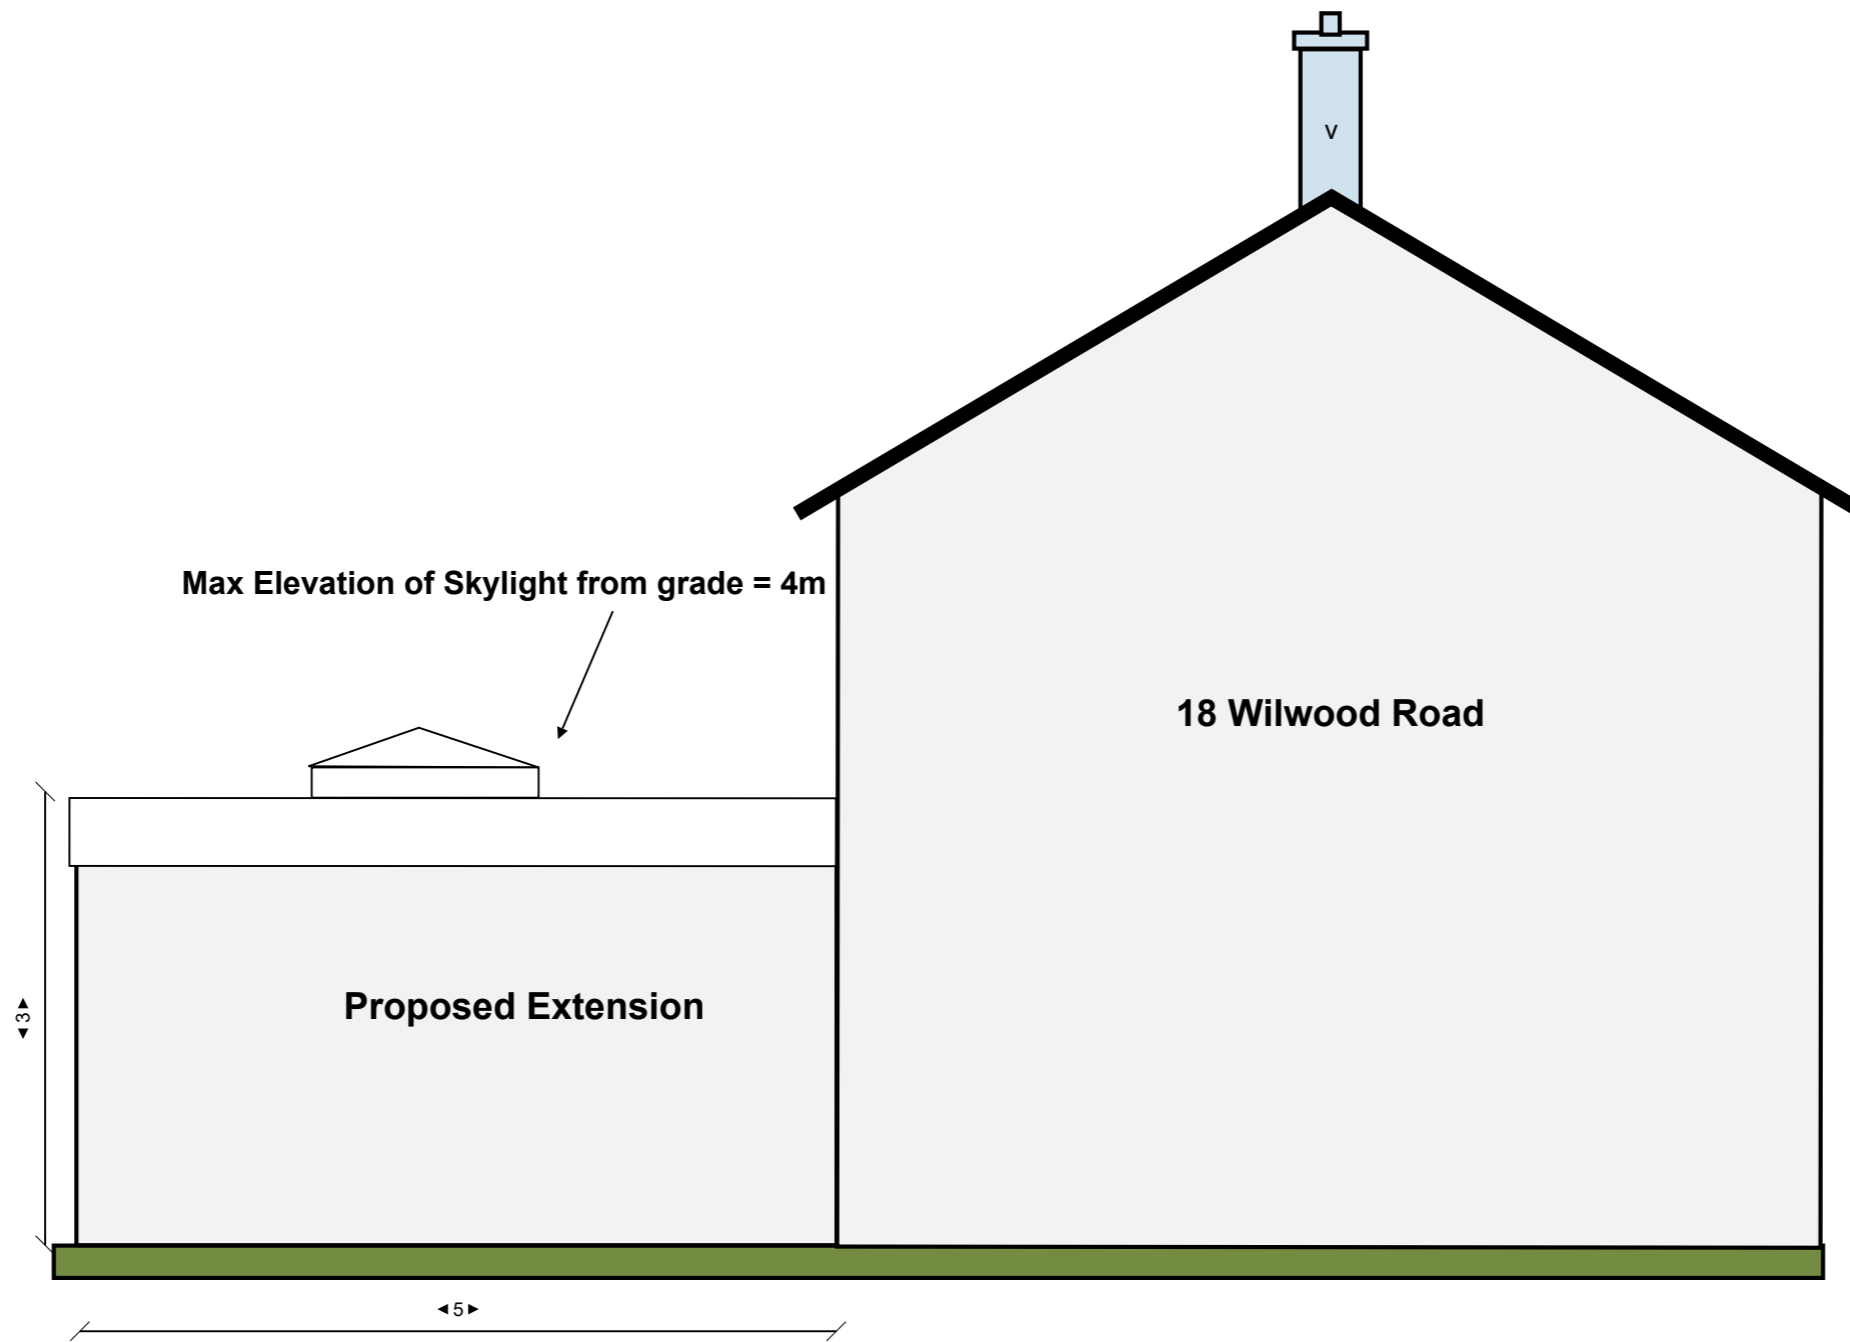 V
Max Elevation of Skylight from grade = 4m
18 Wilwood Road
Proposed Extension
3
5